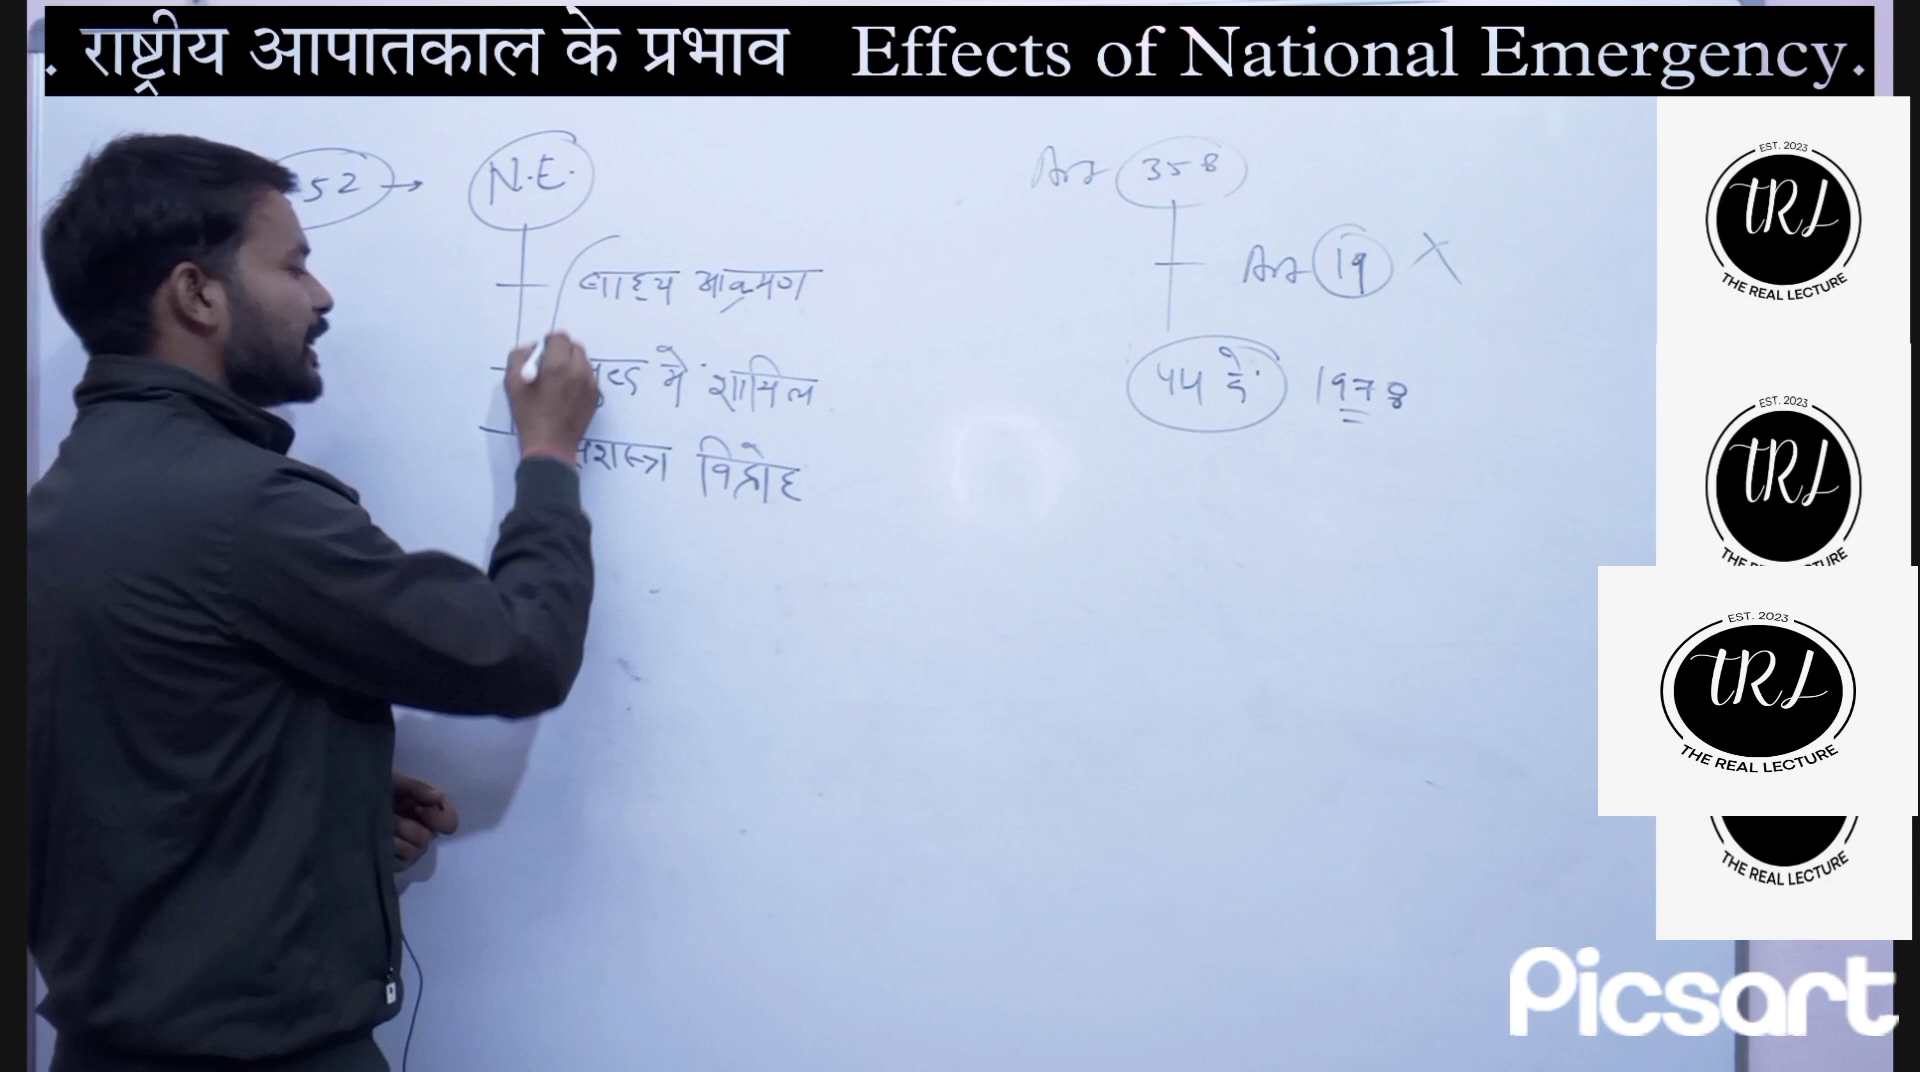 . राष्ट्रीय आपातकाल के प्रभाव Effects of National Emergency.
52 → N.E.
बाह्य आक्रमण
युद्ध में शामिल
सशस्त्र विद्रोह
Art 358
Art 19 X
44 वें 1978
EST. 2023
TRL
THE REAL LECTURE
EST. 2023
TRL
EST. 2023
TRL
THE REAL LECTURE
THE REAL LECTURE
Picsart